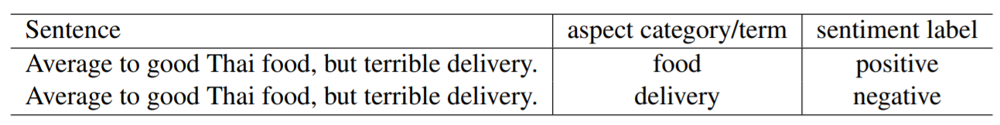 Sentence aspect category/term sentiment label
Average to good Thai food, but terrible delivery. food positive
Average to good Thai food, but terrible delivery. delivery negative